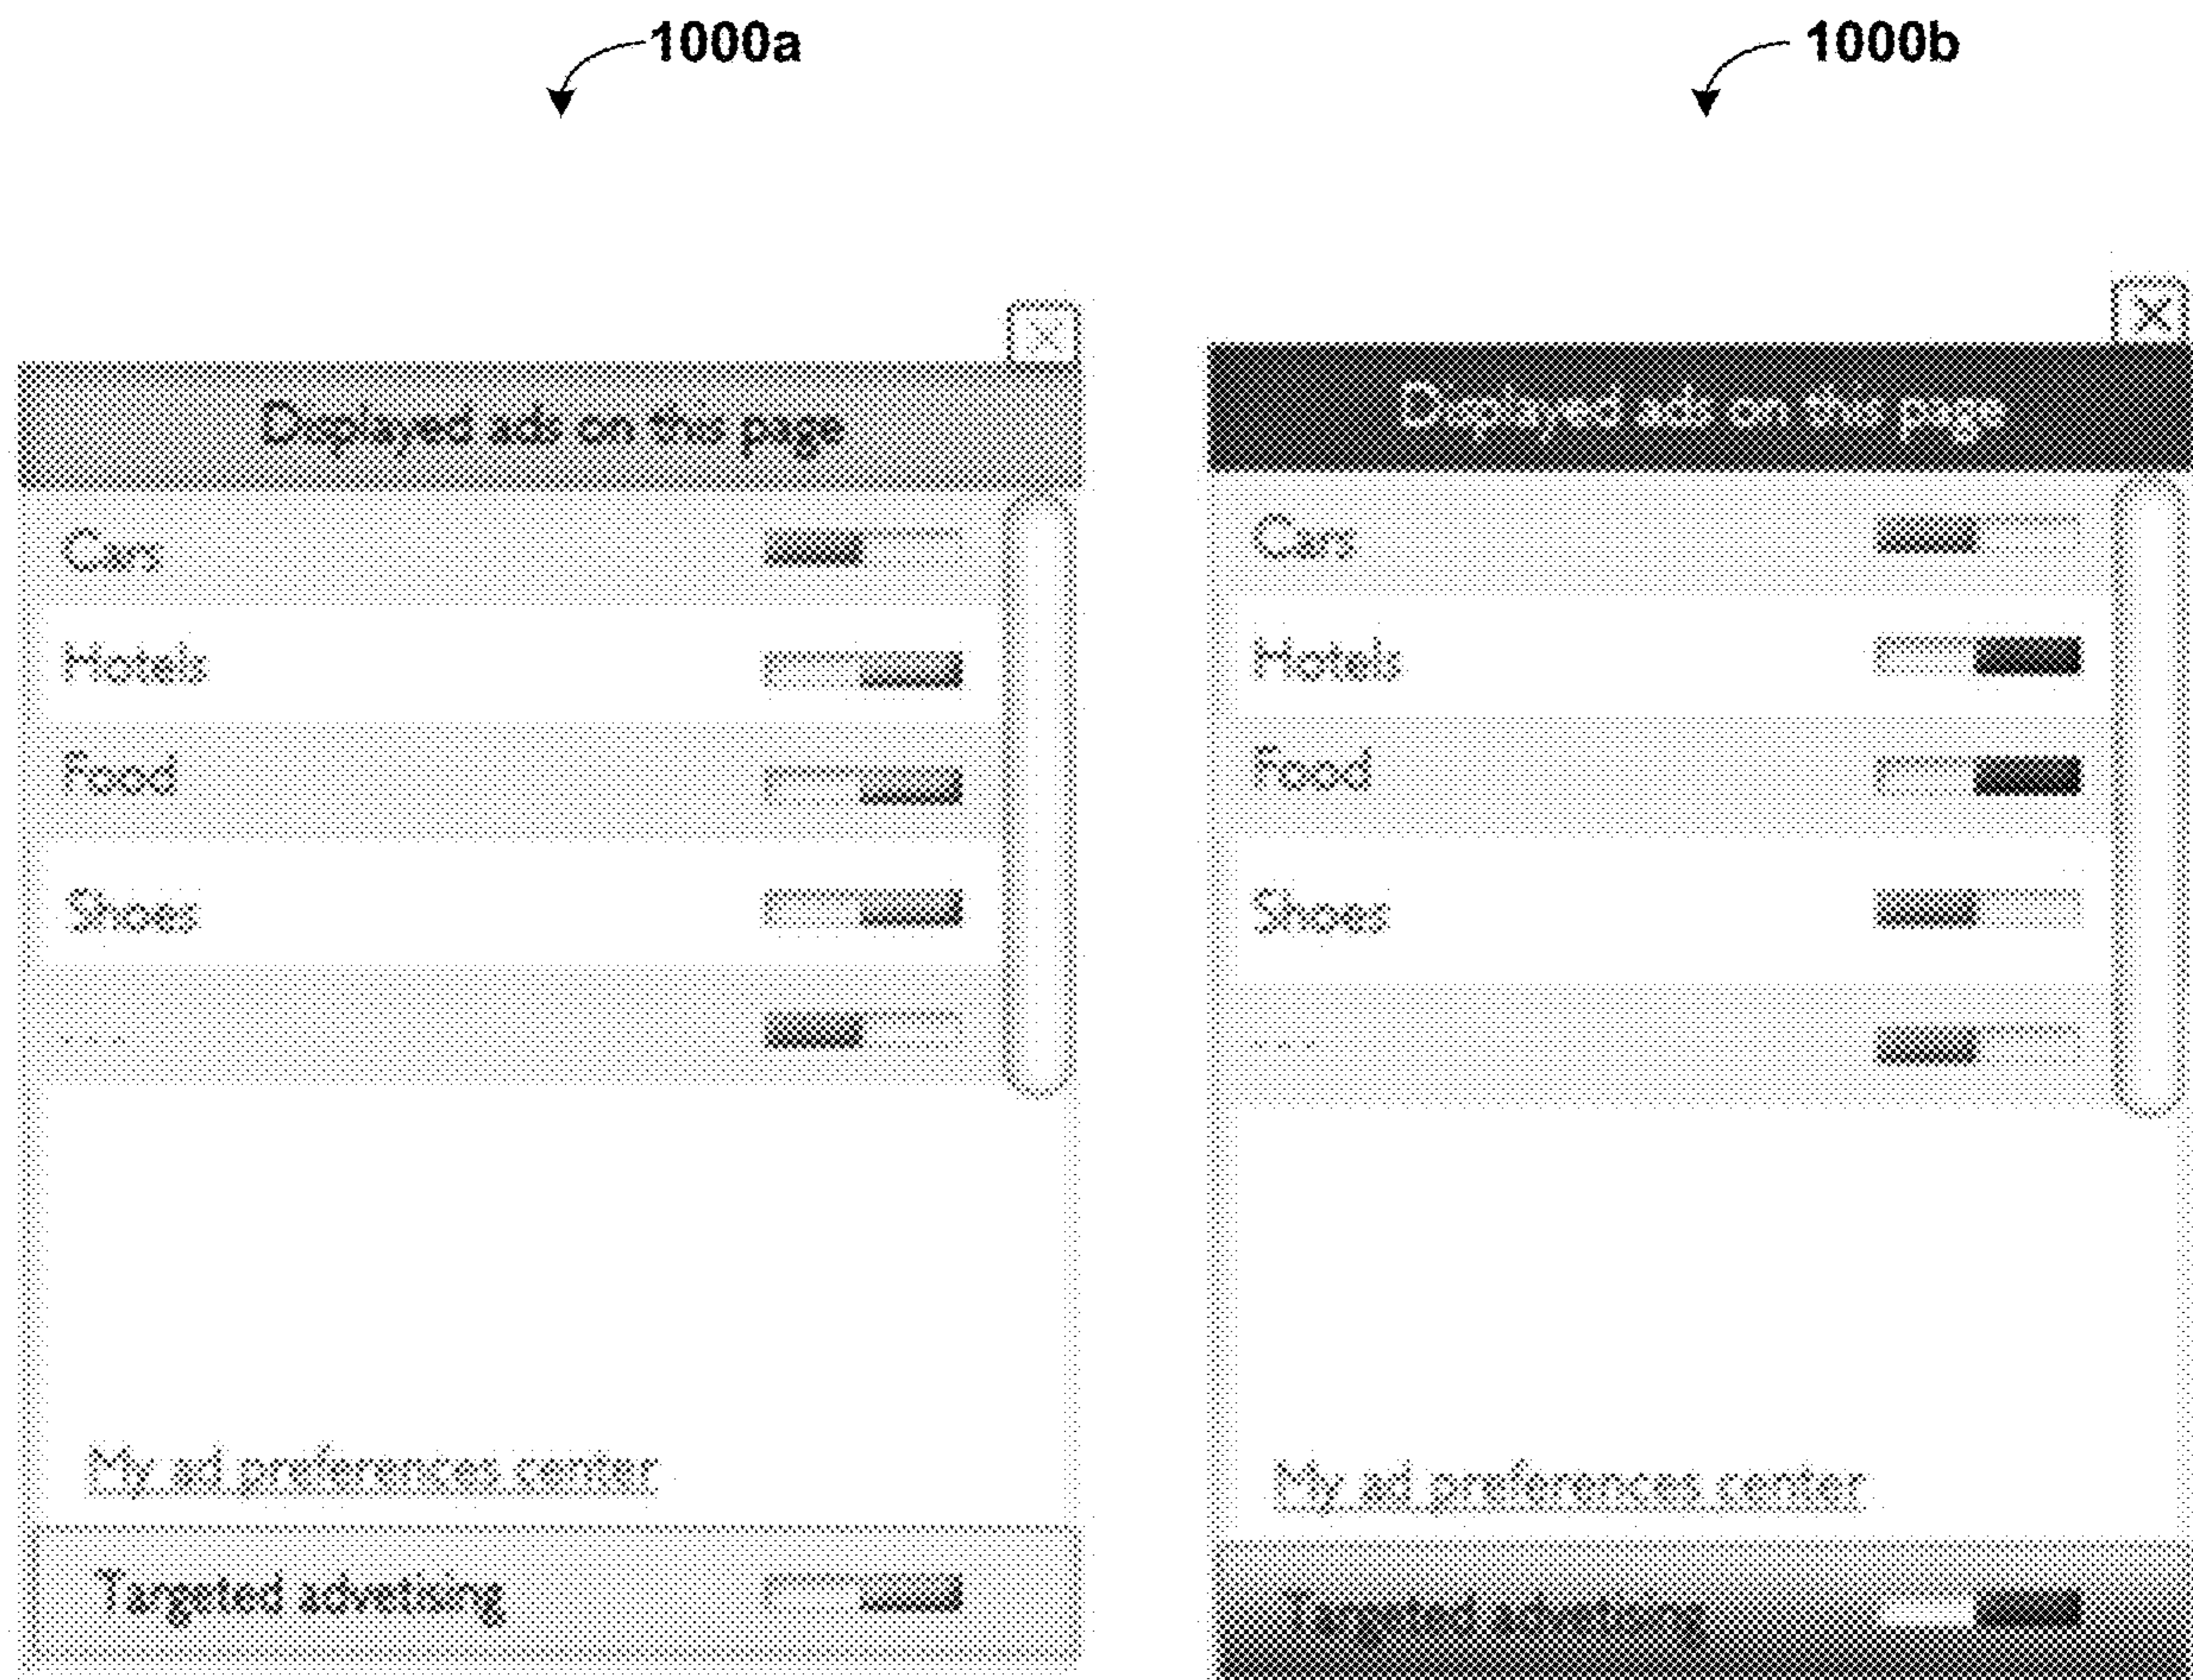 1000a
1000b
Displayed ads on this page
Cars
Hotels
Food
Shoes
....
My ad preferences center
Targeted advetising
Displayed ads on this page
Cars
Hotels
Food
Shoes
....
My ad preferences center
Targeted advertising